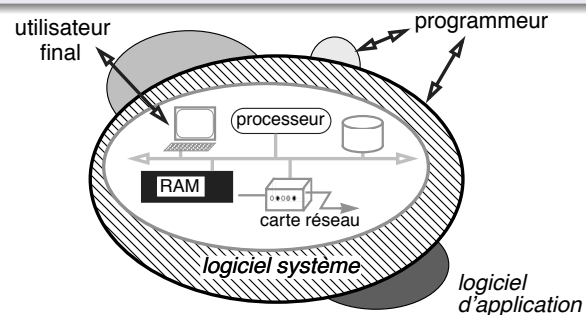 utilisateur
final
programmeur
processeur
RAM
carte réseau
logiciel système
logiciel
d'application